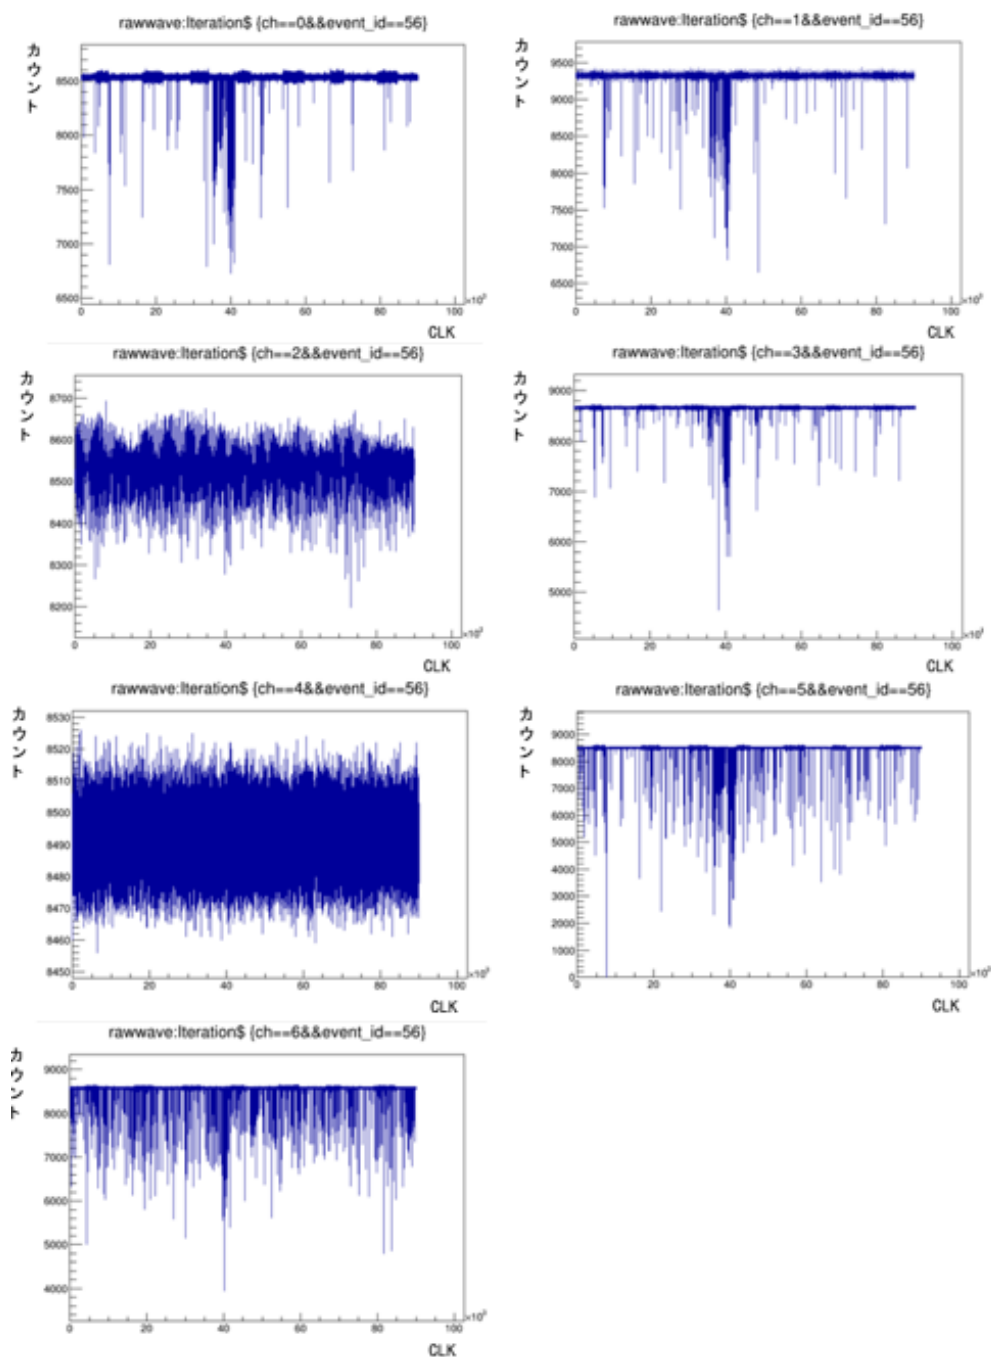 rawwave:Iteration$ {ch==0&&event_id==56}
カウント
8500
8000
7500
7000
6500
0 20 40 60 80 100 ×10³
CLK
rawwave:Iteration$ {ch==1&&event_id==56}
カウント
9500
9000
8500
8000
7500
7000
6500
0 20 40 60 80 100 ×10³
CLK
rawwave:Iteration$ {ch==2&&event_id==56}
カウント
8700
8600
8500
8400
8300
8200
0 20 40 60 80 100 ×10³
CLK
rawwave:Iteration$ {ch==3&&event_id==56}
カウント
9000
8000
7000
6000
5000
0 20 40 60 80 100 ×10³
CLK
rawwave:Iteration$ {ch==4&&event_id==56}
カウント
8530
8520
8510
8500
8490
8480
8470
8460
8450
0 20 40 60 80 100 ×10³
CLK
rawwave:Iteration$ {ch==5&&event_id==56}
カウント
9000
8000
7000
6000
5000
4000
3000
2000
1000
0
0 20 40 60 80 100 ×10³
CLK
rawwave:Iteration$ {ch==6&&event_id==56}
カウント
9000
8000
7000
6000
5000
4000
0 20 40 60 80 100 ×10³
CLK